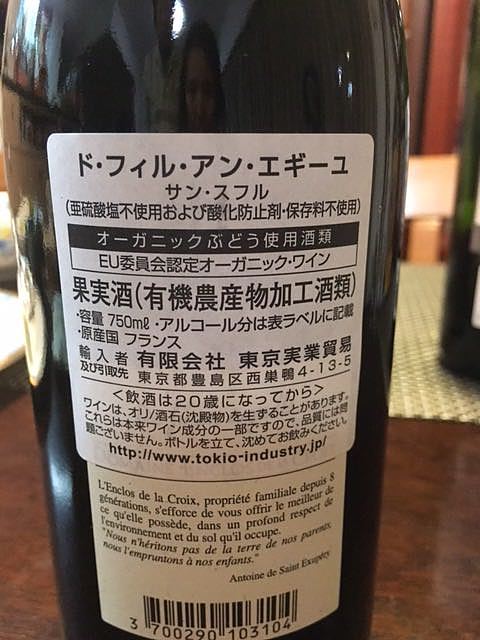 ド・フィル・アン・エギーユ
サン・スフル
(亜硫酸塩不使用および酸化防止剤・保存料不使用)
オーガニックぶどう使用酒類
EU委員会認定オーガニック・ワイン
果実酒(有機農産物加工酒類)
・容量 750mℓ ・アルコール分は表ラベルに記載
・原産国 フランス
輸入者及び引取先 有限会社 東京実業貿易
東京都豊島区西巣鴨4-13-5
<飲酒は20歳になってから>
ワインは、オリ/酒石(沈殿物)を生ずることがあります。
これらは本来ワイン成分の一部ですので、品質には問
題ございません。ボトルを立て、沈めてお飲みください。
http://www.tokio-industry.jp/
L'Enclos de la Croix, propriété familiale depuis 8
générations, s'efforce de vous offrir le meilleur de
ce qu'elle possède, dans un profond respect de
l'environnement et du sol qu'il occupe.
"Nous n'héritons pas de la terre de nos parents,
nous l'empruntons à nos enfants."
Antoine de Saint Exupéry
3 700290 103104